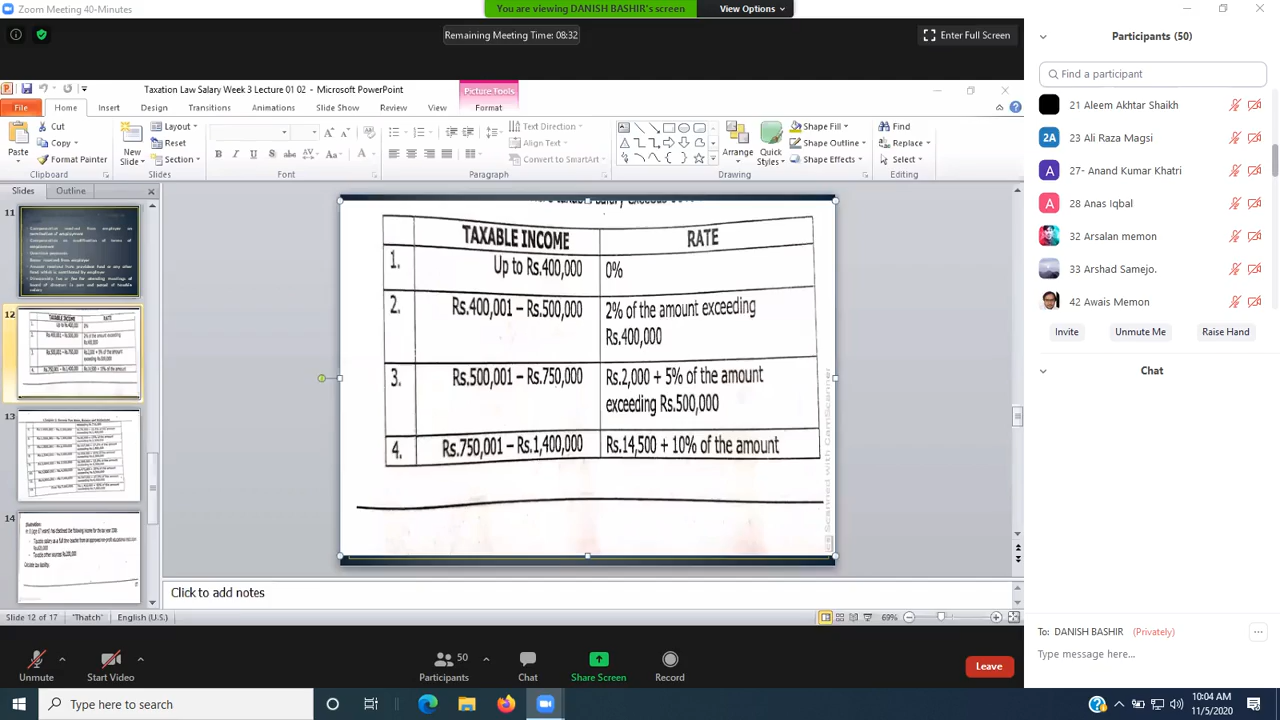 Zoom Meeting 40-Minutes
You are viewing DANISH BASHIR's screen
View Options
Remaining Meeting Time: 08:32
Enter Full Screen
Taxation Law Salary Week 3 Lecture 01 02 - Microsoft PowerPoint
Picture Tools
File Home Insert Design Transitions Animations Slide Show Review View Format
Paste
Cut
Copy
Format Painter
Clipboard
New Slide
Layout
Reset
Section
Slides
Font
Text Direction
Align Text
Convert to SmartArt
Paragraph
Arrange
Quick Styles
Shape Fill
Shape Outline
Shape Effects
Drawing
Find
Replace
Select
Editing
Slides Outline
11
12
13
14
TAXABLE INCOME RATE
1. Up to Rs 400,000 0%
2. Rs.400,001 – Rs.500,000 2% of the amount exceeding
Rs.400,000
3. Rs.500,001 – Rs.750,000 Rs.2,000 + 5% of the amount
exceeding Rs.500,000
4. Rs.750,001 – Rs.1,400,000 Rs.14,500 + 10% of the amount
Scanned with CamScanner
Click to add notes
Slide 12 of 17 "Thatch" English (U.S.) 69%
Participants (50)
Find a participant
21 Aleem Akhtar Shaikh
2A 23 Ali Raza Magsi
A 27- Anand Kumar Khatri
A 28 Anas Iqbal
32 Arsalan memon
33 Arshad Samejo.
42 Awais Memon
Invite Unmute Me Raise Hand
Chat
To: DANISH BASHIR (Privately)
Type message here...
Unmute
Start Video
50
Participants
Chat
Share Screen
Record
Leave
Type here to search
10:04 AM
11/5/2020